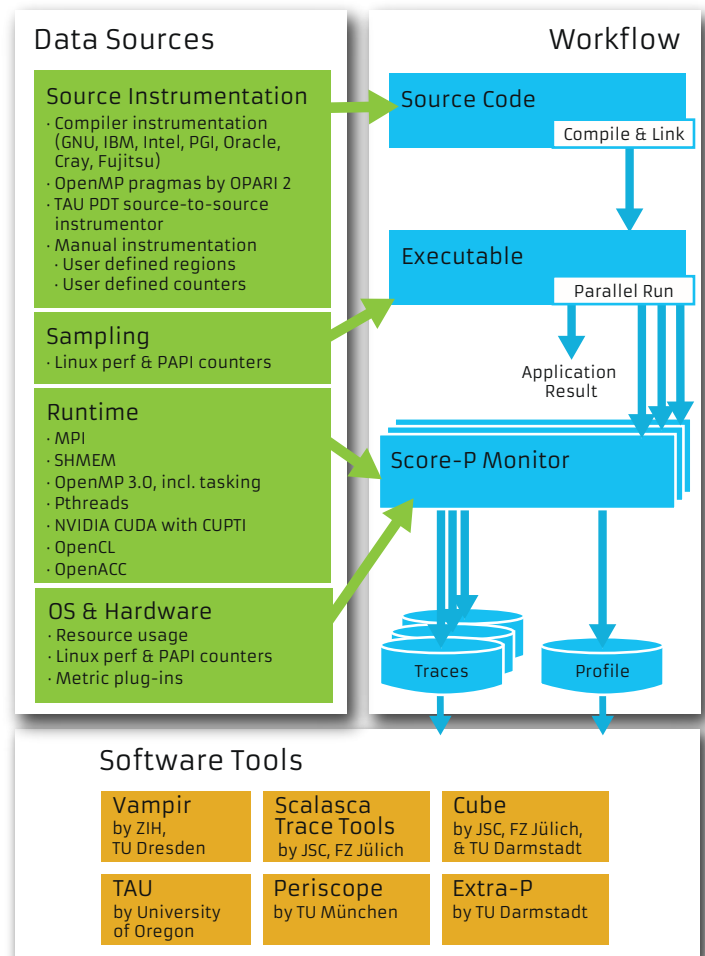 Data Sources
Source Instrumentation
· Compiler instrumentation
(GNU, IBM, Intel, PGI, Oracle,
Cray, Fujitsu)
· OpenMP pragmas by OPARI 2
· TAU PDT source-to-source
instrumentor
· Manual instrumentation
· User defined regions
· User defined counters
Sampling
· Linux perf & PAPI counters
Runtime
· MPI
· SHMEM
· OpenMP 3.0, incl. tasking
· Pthreads
· NVIDIA CUDA with CUPTI
· OpenCL
· OpenACC
OS & Hardware
· Resource usage
· Linux perf & PAPI counters
· Metric plug-ins
Workflow
Source Code
Compile & Link
Executable
Parallel Run
Application
Result
Score-P Monitor
Traces
Profile
Software Tools
Vampir
by ZIH,
TU Dresden
Scalasca
Trace Tools
by JSC, FZ Jülich
Cube
by JSC, FZ Jülich,
& TU Darmstadt
TAU
by University
of Oregon
Periscope
by TU München
Extra-P
by TU Darmstadt